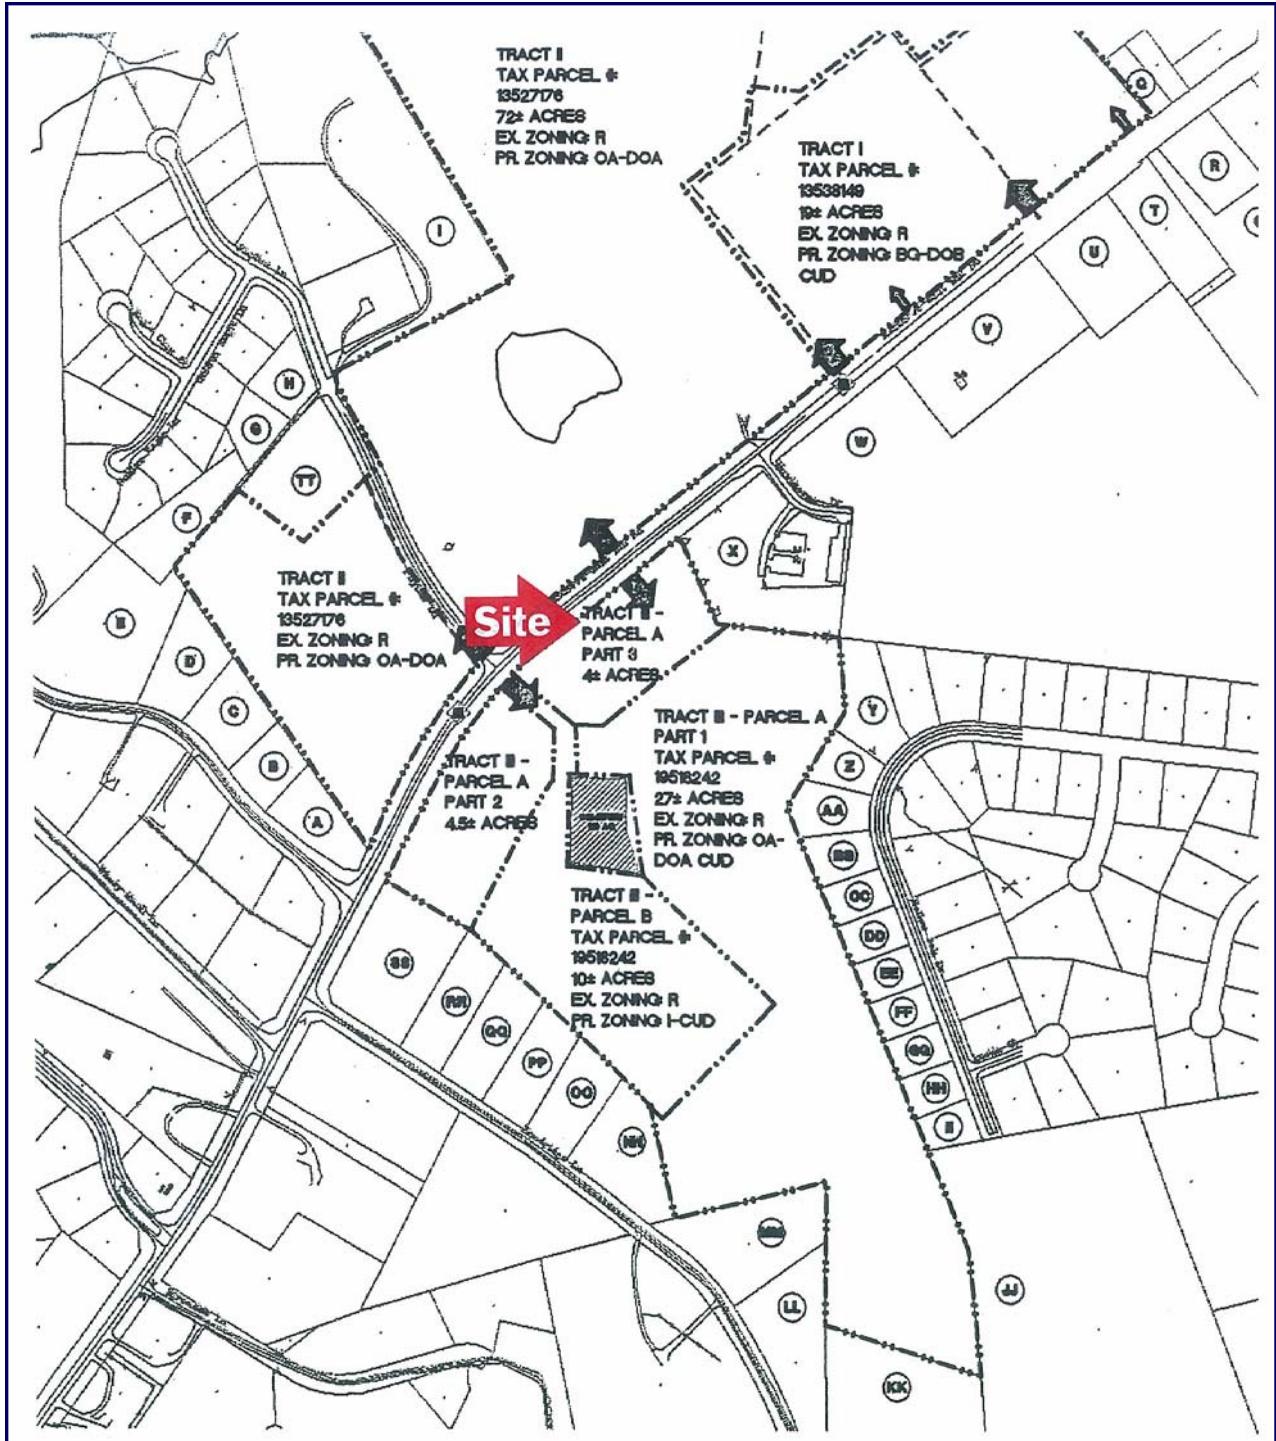 TRACT II
TAX PARCEL #:
13527176
72± ACRES
EX. ZONING: R
PR. ZONING: OA-DOA
TRACT I
TAX PARCEL #:
13538149
19± ACRES
EX. ZONING: R
PR. ZONING: BG-DOB
CUD
Q
R
T
U
V
W
X
I
H
G
TT
F
E
D
C
B
A
TRACT II
TAX PARCEL #:
13527176
EX. ZONING: R
PR. ZONING: OA-DOA
Site
TRACT III -
PARCEL A
PART 3
4± ACRES
TRACT III -
PARCEL A
PART 2
4.5± ACRES
TRACT III - PARCEL A
PART 1
TAX PARCEL #:
19518242
27± ACRES
EX. ZONING: R
PR. ZONING: OA-
DOA CUD
TRACT III -
PARCEL B
TAX PARCEL #:
19518242
10± ACRES
EX. ZONING: R
PR. ZONING: I-CUD
Y
Z
AA
BB
CC
DD
EE
FF
GG
HH
II
SS
RR
QQ
PP
OO
NN
MM
LL
KK
JJ